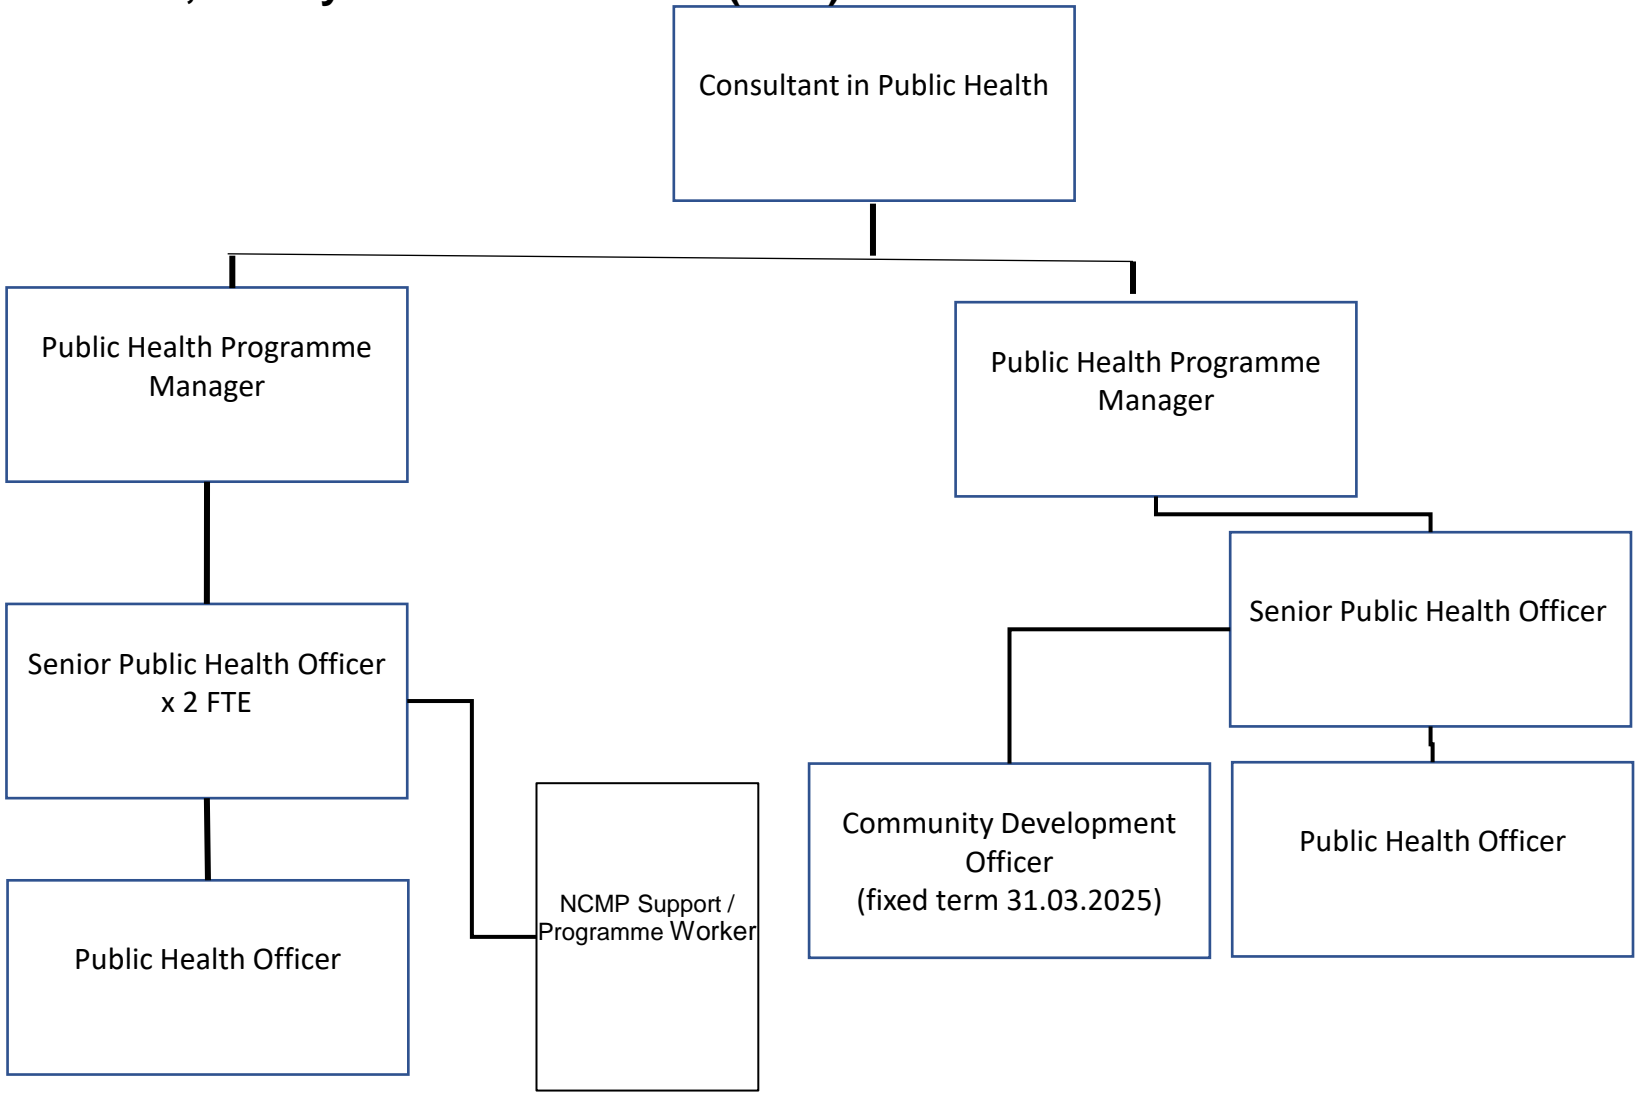 Consultant in Public Health
Public Health Programme
Manager
Public Health Programme
Manager
Senior Public Health Officer
x 2 FTE
Senior Public Health Officer
NCMP Support /
Programme Worker
Community Development
Officer
(fixed term 31.03.2025)
Public Health Officer
Public Health Officer